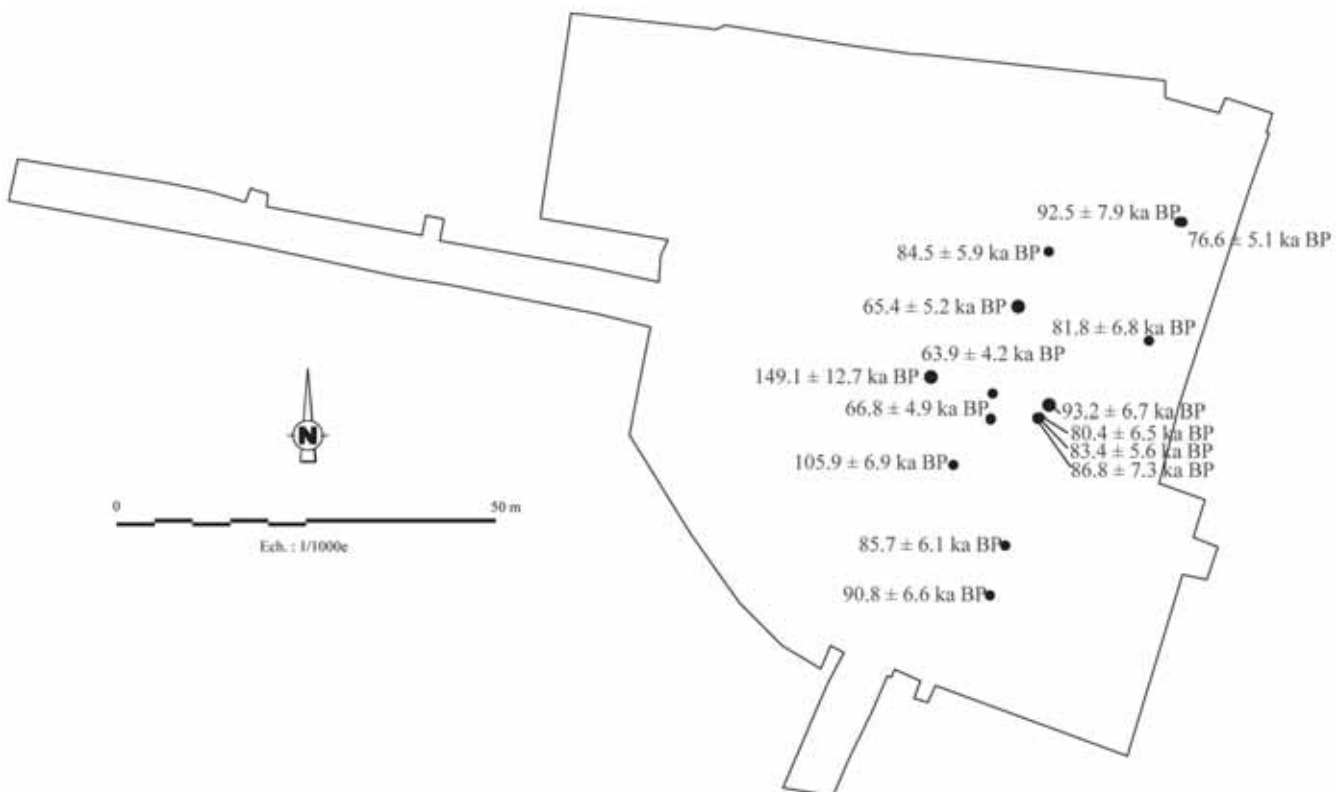 92.5 ± 7.9 ka BP
76.6 ± 5.1 ka BP
84.5 ± 5.9 ka BP
65.4 ± 5.2 ka BP
81.8 ± 6.8 ka BP
63.9 ± 4.2 ka BP
149.1 ± 12.7 ka BP
66.8 ± 4.9 ka BP
93.2 ± 6.7 ka BP
80.4 ± 6.5 ka BP
83.4 ± 5.6 ka BP
86.8 ± 7.3 ka BP
105.9 ± 6.9 ka BP
N
0 50 m
Ech. : 1/1000e
85.7 ± 6.1 ka BP
90.8 ± 6.6 ka BP